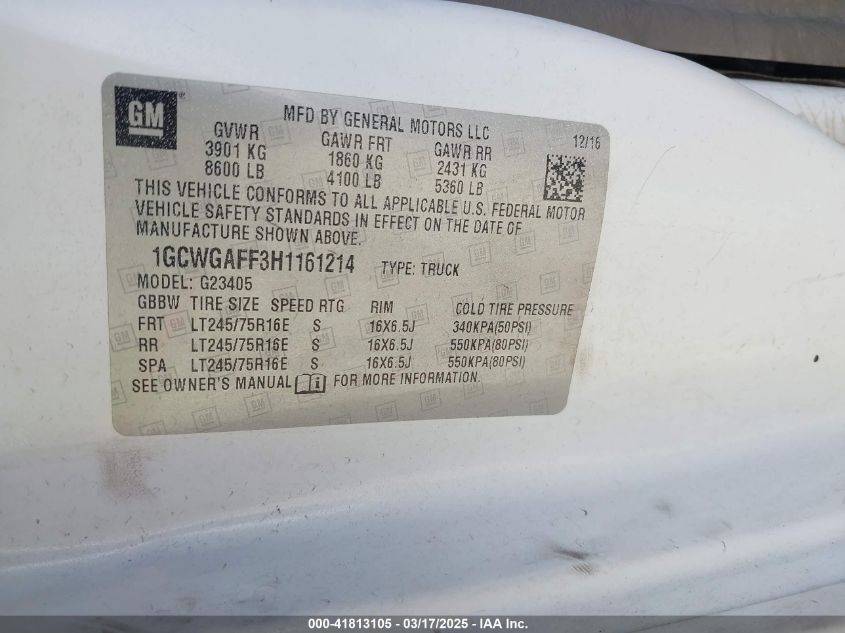 GM
MFD BY GENERAL MOTORS LLC
12/16
GVWR GAWR FRT GAWR RR
3901 KG 1860 KG 2431 KG
8600 LB 4100 LB 5360 LB
THIS VEHICLE CONFORMS TO ALL APPLICABLE U.S. FEDERAL MOTOR
VEHICLE SAFETY STANDARDS IN EFFECT ON THE DATE OF
MANUFACTURE SHOWN ABOVE.
1GCWGAFF3H1161214 TYPE: TRUCK
MODEL: G23405
GBBW TIRE SIZE SPEED RTG RIM COLD TIRE PRESSURE
FRT LT245/75R16E S 16X6.5J 340KPA(50PSI)
RR LT245/75R16E S 16X6.5J 550KPA(80PSI)
SPA LT245/75R16E S 16X6.5J 550KPA(80PSI)
SEE OWNER'S MANUAL i FOR MORE INFORMATION.
000-41813105 - 03/17/2025 - IAA Inc.